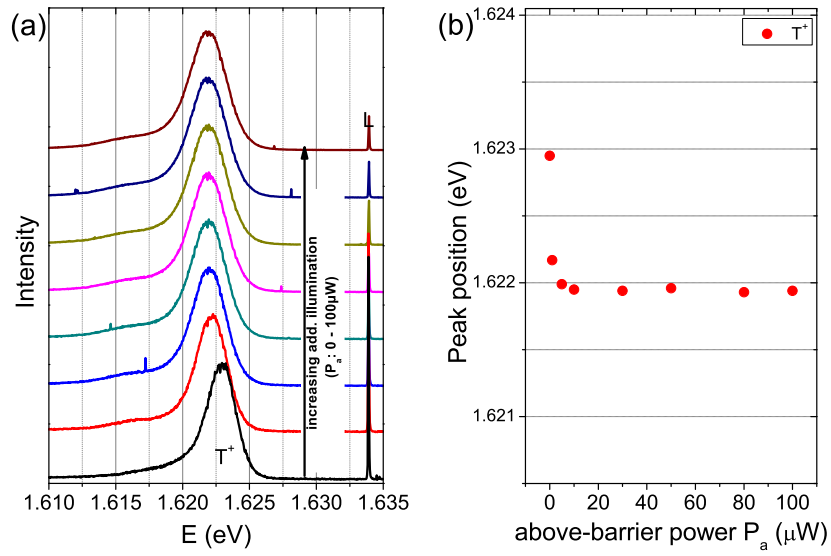 (a)
Intensity
L
increasing add. illumination
(Pₐ: 0 - 100μW)
T⁺
1.610 1.615 1.620 1.625 1.630 1.635
E (eV)
(b)
T⁺
1.624
1.623
1.622
1.621
Peak position (eV)
0 20 40 60 80 100
above-barrier power Pₐ (μW)